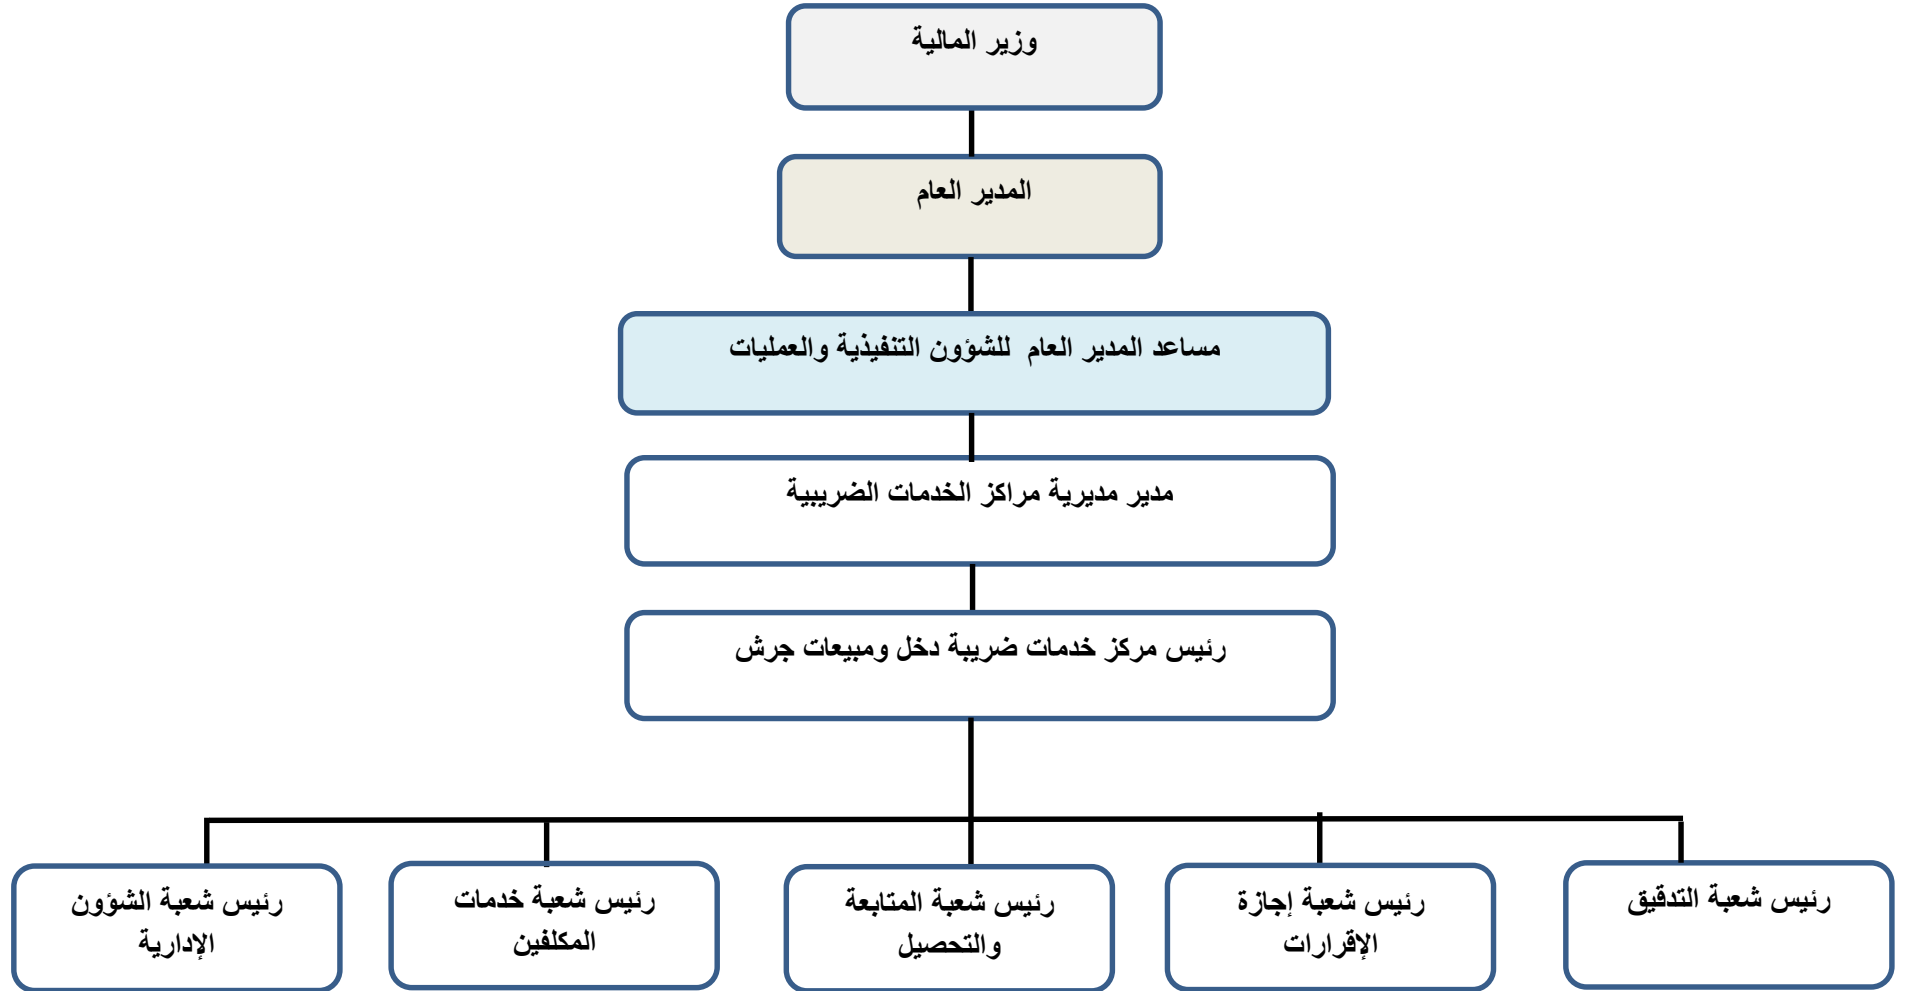 وزير المالية
المدير العام
مساعد المدير العام للشؤون التنفيذية والعمليات
مدير مديرية مراكز الخدمات الضريبية
رئيس مركز خدمات ضريبة دخل ومبيعات جرش
رئيس شعبة التدقيق
رئيس شعبة إجازة
الإقرارات
رئيس شعبة المتابعة
والتحصيل
رئيس شعبة خدمات
المكلفين
رئيس شعبة الشؤون
الإدارية